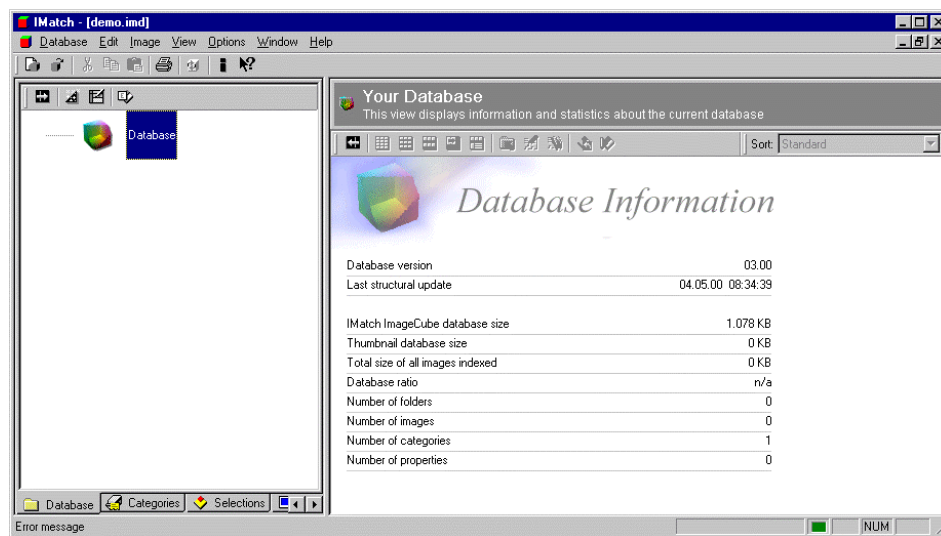 IMatch - [demo.imd]
Database Edit Image View Options Window Help
Database
Your Database
This view displays information and statistics about the current database
Sort: Standard
Database Information
Database version 03.00
Last structural update 04.05.00 08:34:39
IMatch ImageCube database size 1.078 KB
Thumbnail database size 0 KB
Total size of all images indexed 0 KB
Database ratio n/a
Number of folders 0
Number of images 0
Number of categories 1
Number of properties 0
Database Categories Selections
Error message NUM